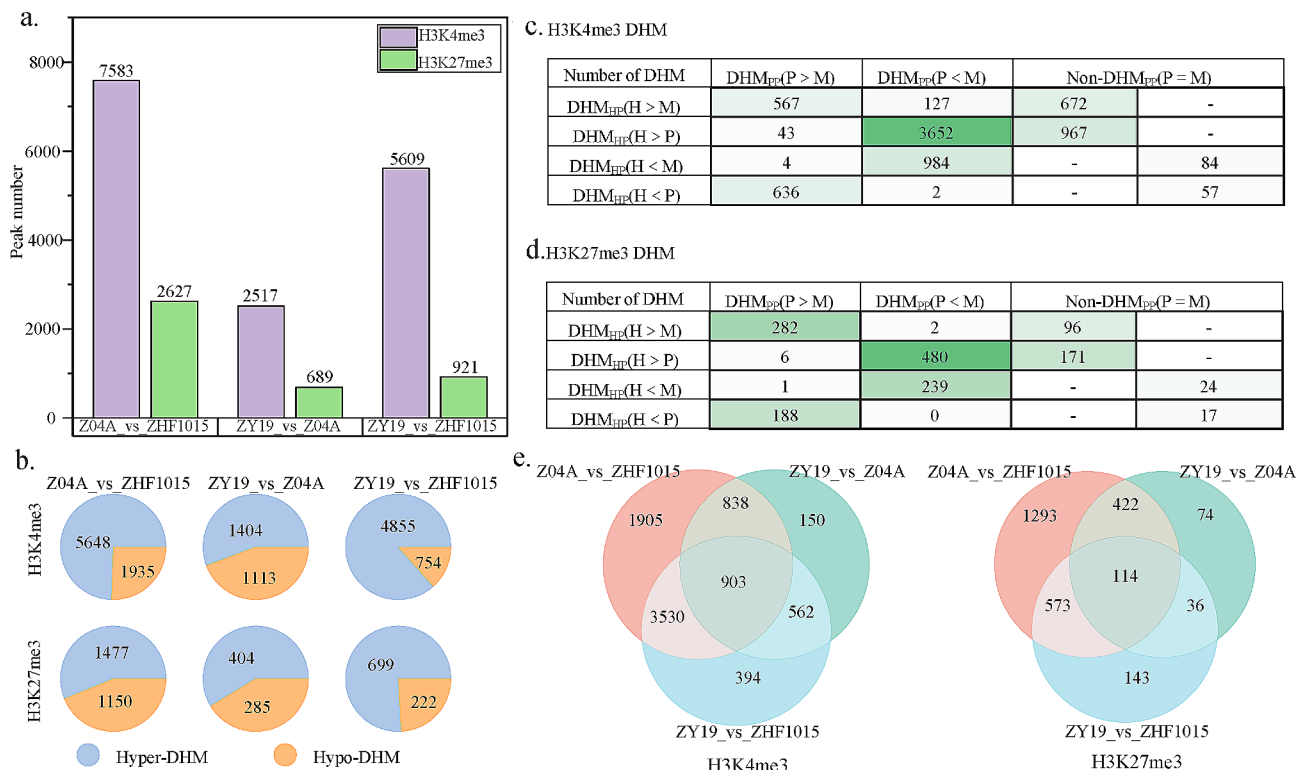 a.
H3K4me3
H3K27me3
Peak number
8000
6000
4000
2000
0
7583
2627
2517
689
5609
921
Z04A_vs_ZHF1015 ZY19_vs_Z04A ZY19_vs_ZHF1015
b.
Z04A_vs_ZHF1015 ZY19_vs_Z04A ZY19_vs_ZHF1015
H3K4me3
5648 1935 1404 1113 4855 754
H3K27me3
1477 1150 404 285 699 222
Hyper-DHM Hypo-DHM
c. H3K4me3 DHM
Number of DHM DHMPP(P > M) DHMPP(P < M) Non-DHMPP(P = M)
DHMHP(H > M) 567 127 672 -
DHMHP(H > P) 43 3652 967 -
DHMHP(H < M) 4 984 - 84
DHMHP(H < P) 636 2 - 57
d. H3K27me3 DHM
Number of DHM DHMPP(P > M) DHMPP(P < M) Non-DHMPP(P = M)
DHMHP(H > M) 282 2 96 -
DHMHP(H > P) 6 480 171 -
DHMHP(H < M) 1 239 - 24
DHMHP(H < P) 188 0 - 17
e.
Z04A_vs_ZHF1015 ZY19_vs_Z04A
1905 838 150
903
3530 562
394
ZY19_vs_ZHF1015
H3K4me3
Z04A_vs_ZHF1015 ZY19_vs_Z04A
1293 422 74
114
573 36
143
ZY19_vs_ZHF1015
H3K27me3